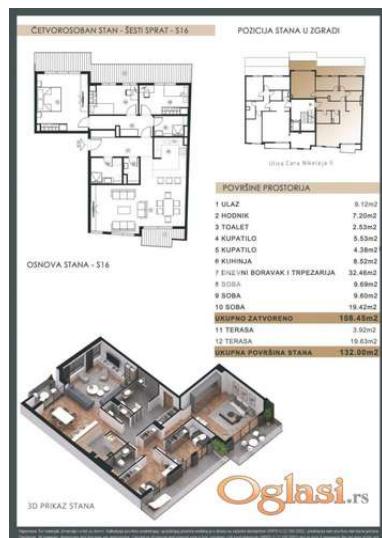 ČETVOROSOBAN STAN - ŠESTI SPRAT - S16
POZICIJA STANA U ZGRADI
Ulica Cara Nikolaja II
POVRŠINE PROSTORIJA
1 ULAZ 9.12m2
2 HODNIK 7.20m2
3 TOALET 2.53m2
4 KUPATILO 5.53m2
5 KUPATILO 4.38m2
6 KUHINJA 8.52m2
7 DNEVNI BORAVAK I TRPEZARIJA 32.46m2
8 SOBA 9.69m2
9 SOBA 9.60m2
10 SOBA 19.42m2
UKUPNO ZATVORENO 108.45m2
11 TERASA 3.92m2
12 TERASA 19.63m2
UKUPNA POVRŠINA STANA 132.00m2
OSNOVA STANA - S16
3D PRIKAZ STANA
Oglasi.rs